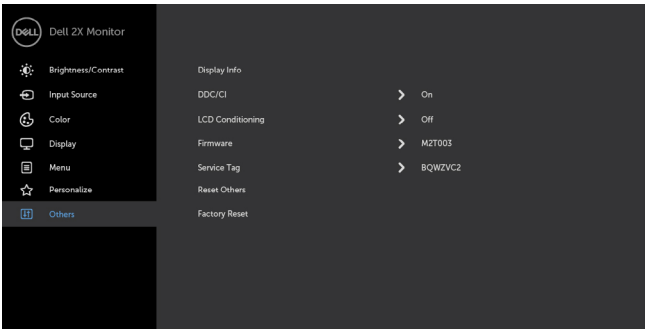 DELL
Dell 2X Monitor
Brightness/Contrast
Display Info
Input Source
DDC/CI
On
Color
LCD Conditioning
Off
Display
Firmware
M2T003
Menu
Service Tag
BQWZVC2
Personalize
Reset Others
Others
Factory Reset